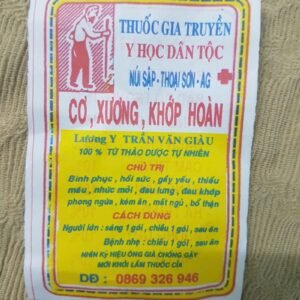 THUỐC GIA TRUYỀN
Y HỌC DÂN TỘC
NÚI SẬP - THOẠI SƠN - AG
CƠ, XƯƠNG, KHỚP HOÀN
Lương Y TRẦN VĂN GIÀU
100 % TỪ THẢO DƯỢC TỰ NHIÊN
CHỦ TRỊ
Bình phục, hồi sức, gầy yếu, thiếu
máu, nhức mỏi, đau lưng, đau khớp
phong ngứa, kém ăn, mất ngủ, bổ thận
CÁCH DÙNG
Người lớn : sáng 1 gói, chiều 1 gói, sau ăn
Bệnh nhẹ : chiều 1 gói, sau ăn
NHÌN KỸ HIỆU ÔNG GIÀ CHỐNG GẬY
MỚI KHỎI LẦM THUỐC GIẢ
DĐ : 0869 326 946